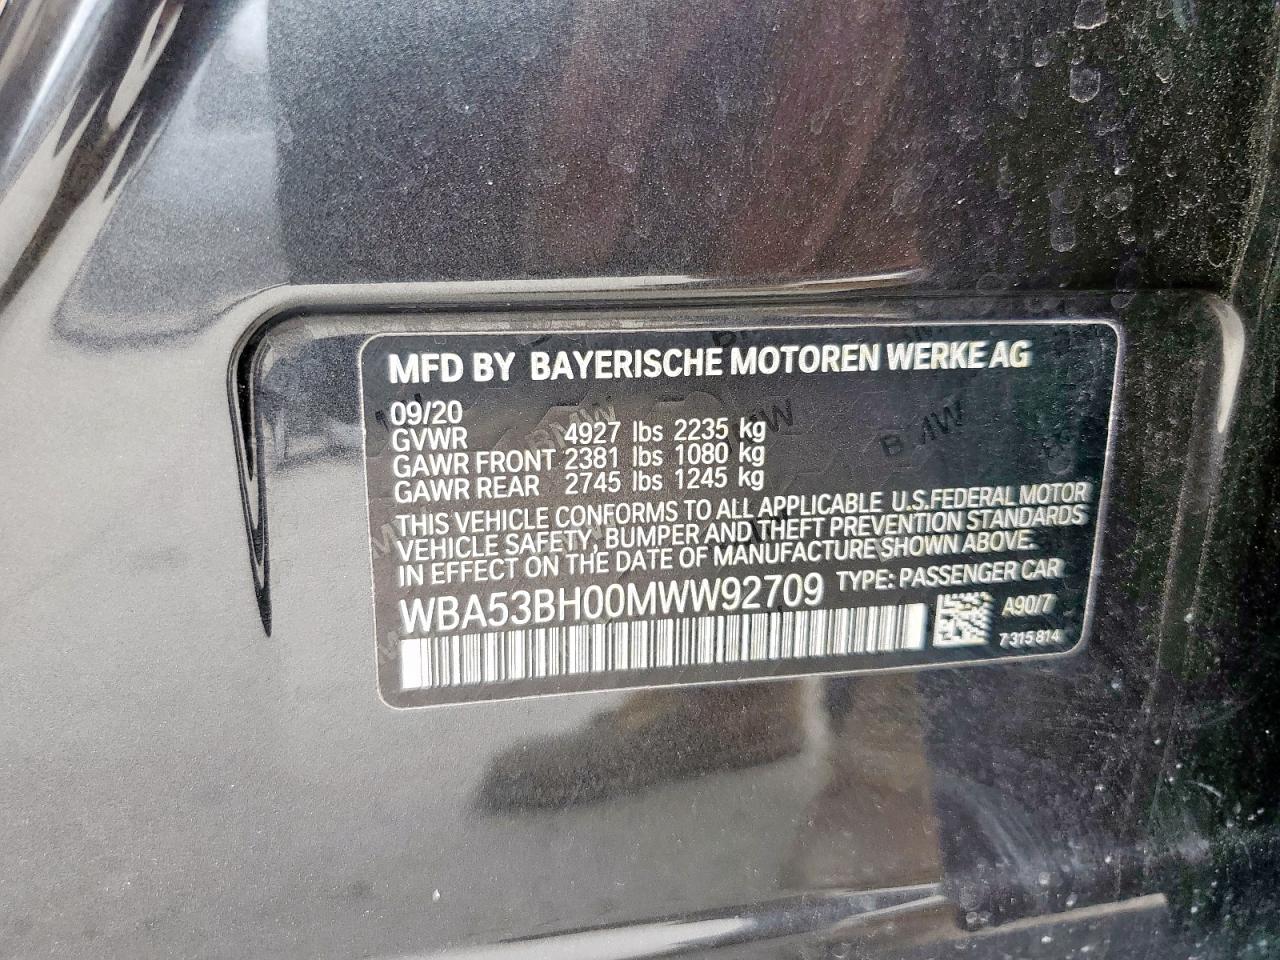 MFD BY BAYERISCHE MOTOREN WERKE AG
09/20
GVWR 4927 lbs 2235 kg
GAWR FRONT 2381 lbs 1080 kg
GAWR REAR 2745 lbs 1245 kg
THIS VEHICLE CONFORMS TO ALL APPLICABLE U.S.FEDERAL MOTOR
VEHICLE SAFETY, BUMPER AND THEFT PREVENTION STANDARDS
IN EFFECT ON THE DATE OF MANUFACTURE SHOWN ABOVE.
WBA53BH00MWW92709 TYPE: PASSENGER CAR
A90/7
7 315 814